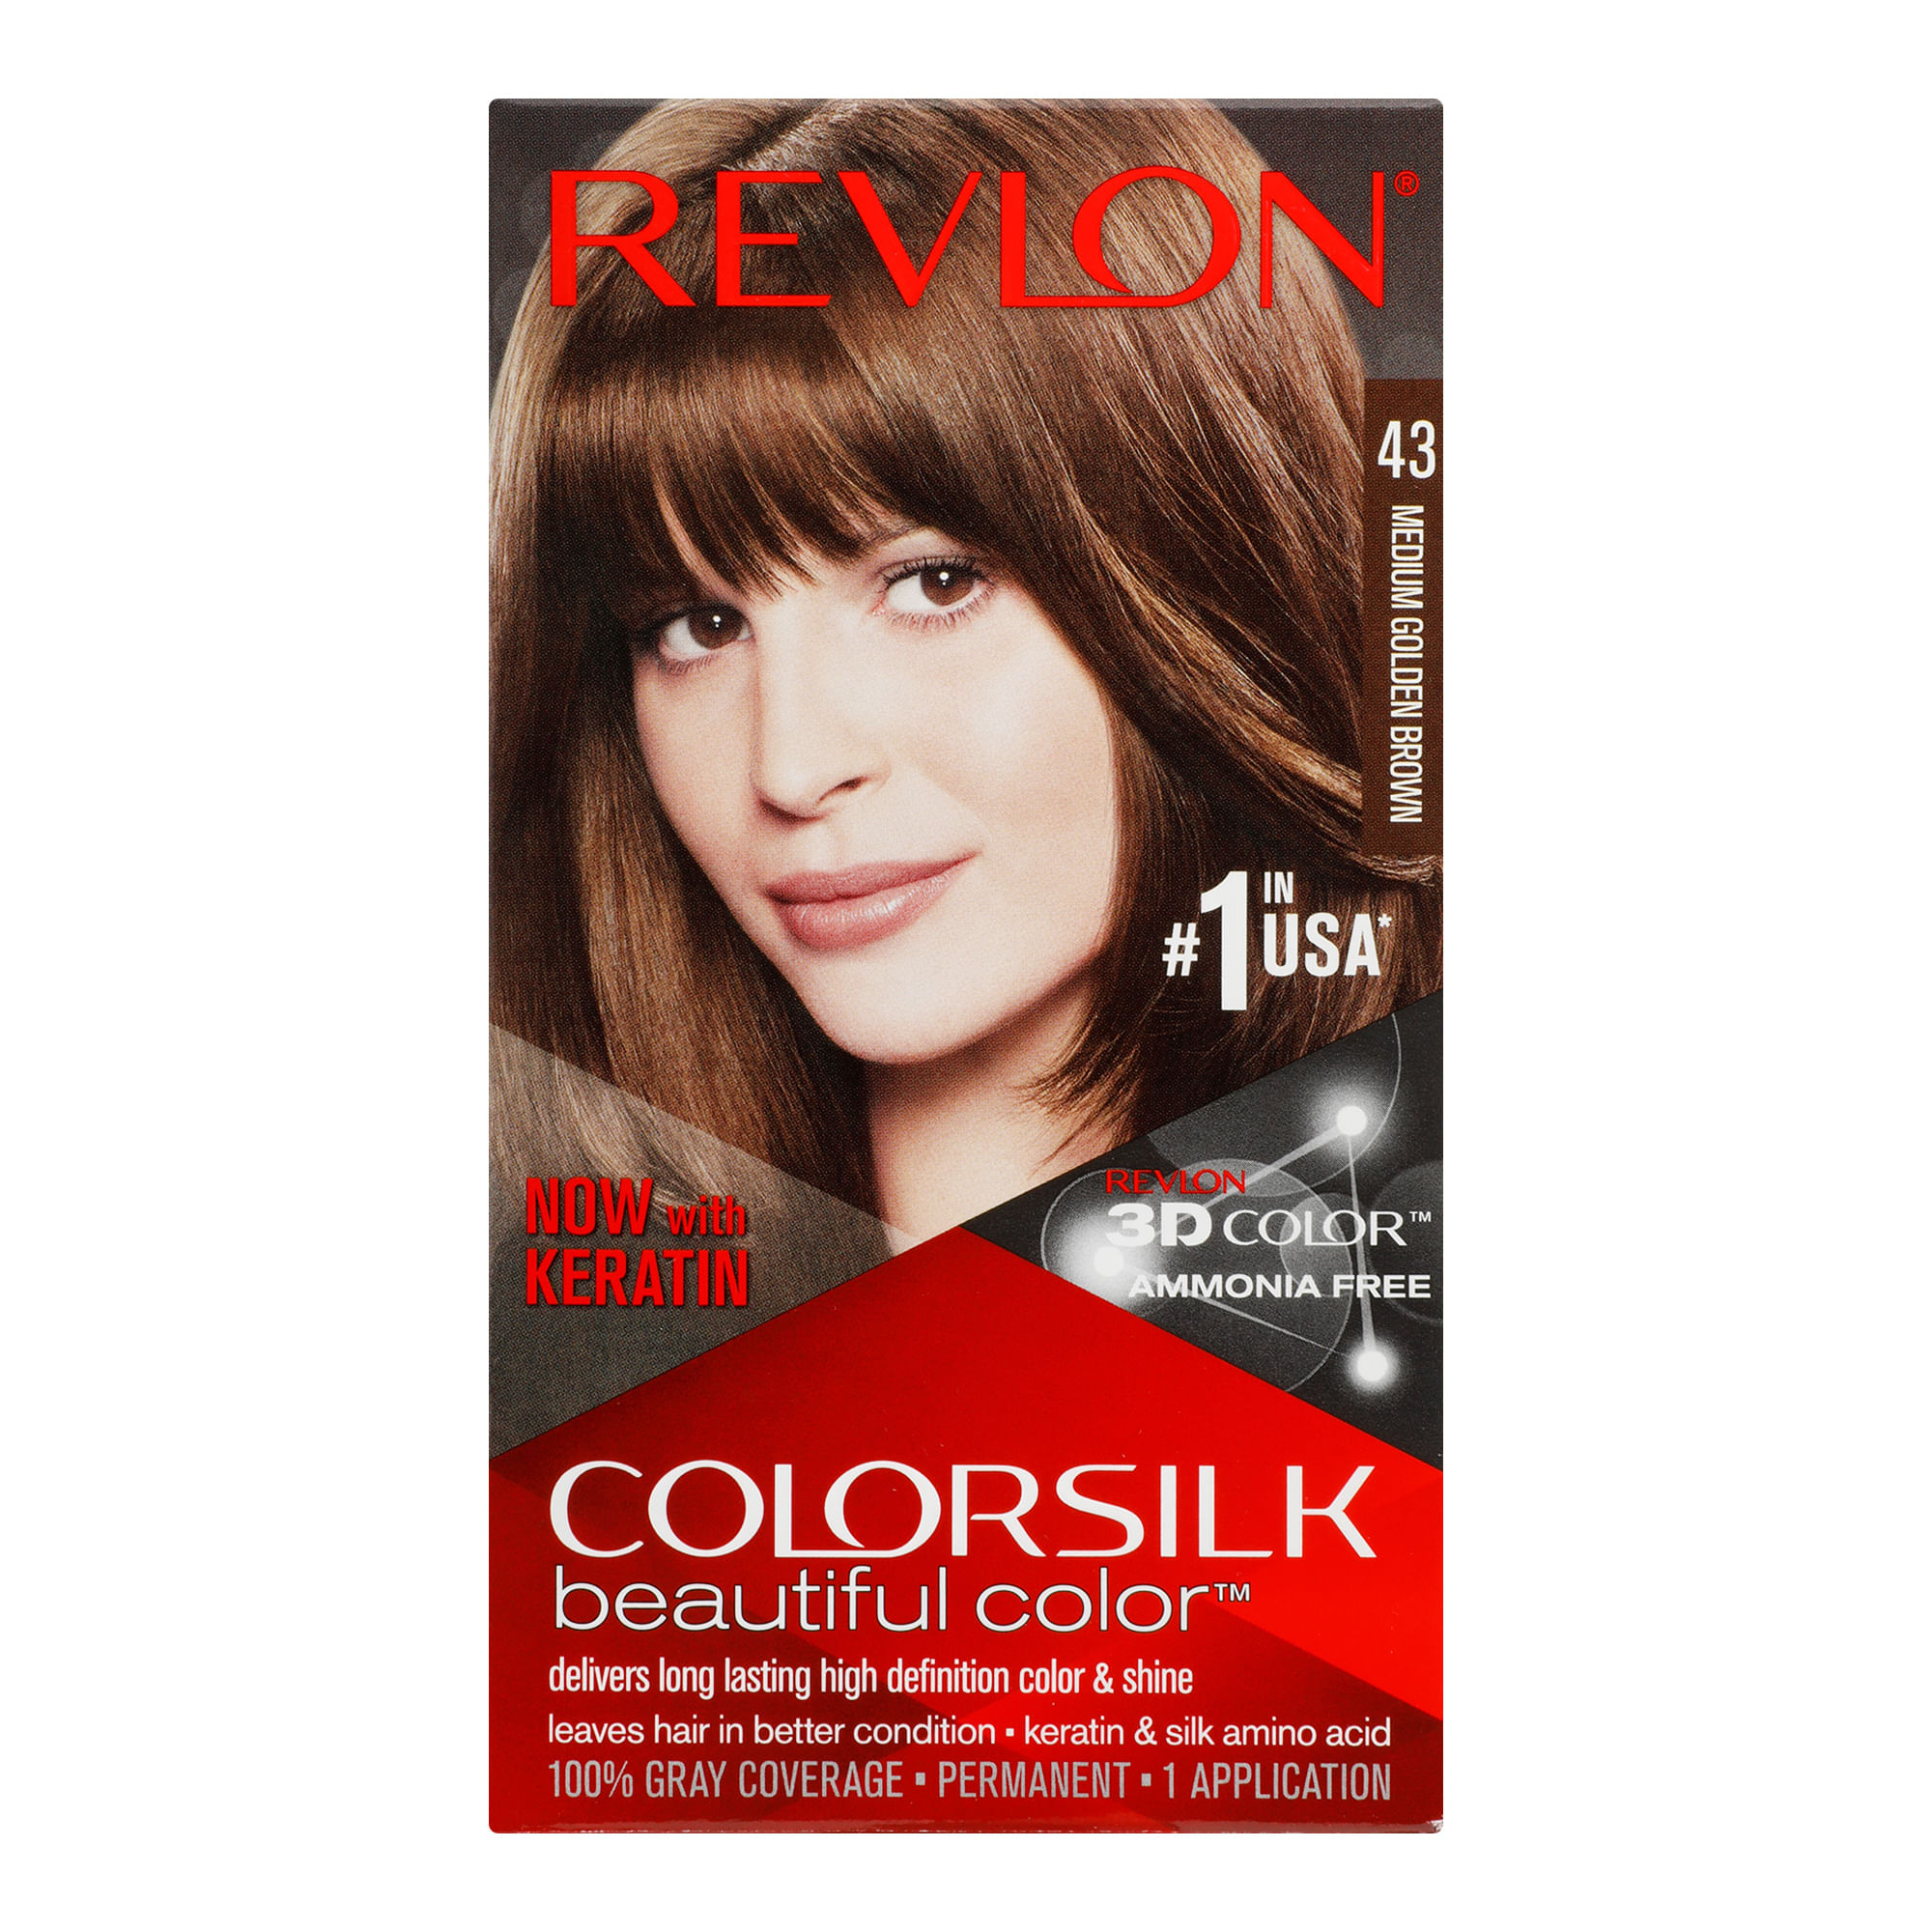 REVLON®
43
MEDIUM GOLDEN BROWN
#1 IN USA*
NOW with
KERATIN
REVLON
3D COLOR™
AMMONIA FREE
COLORSILK
beautiful color™
delivers long lasting high definition color & shine
leaves hair in better condition ▪ keratin & silk amino acid
100% GRAY COVERAGE ▪ PERMANENT ▪ 1 APPLICATION